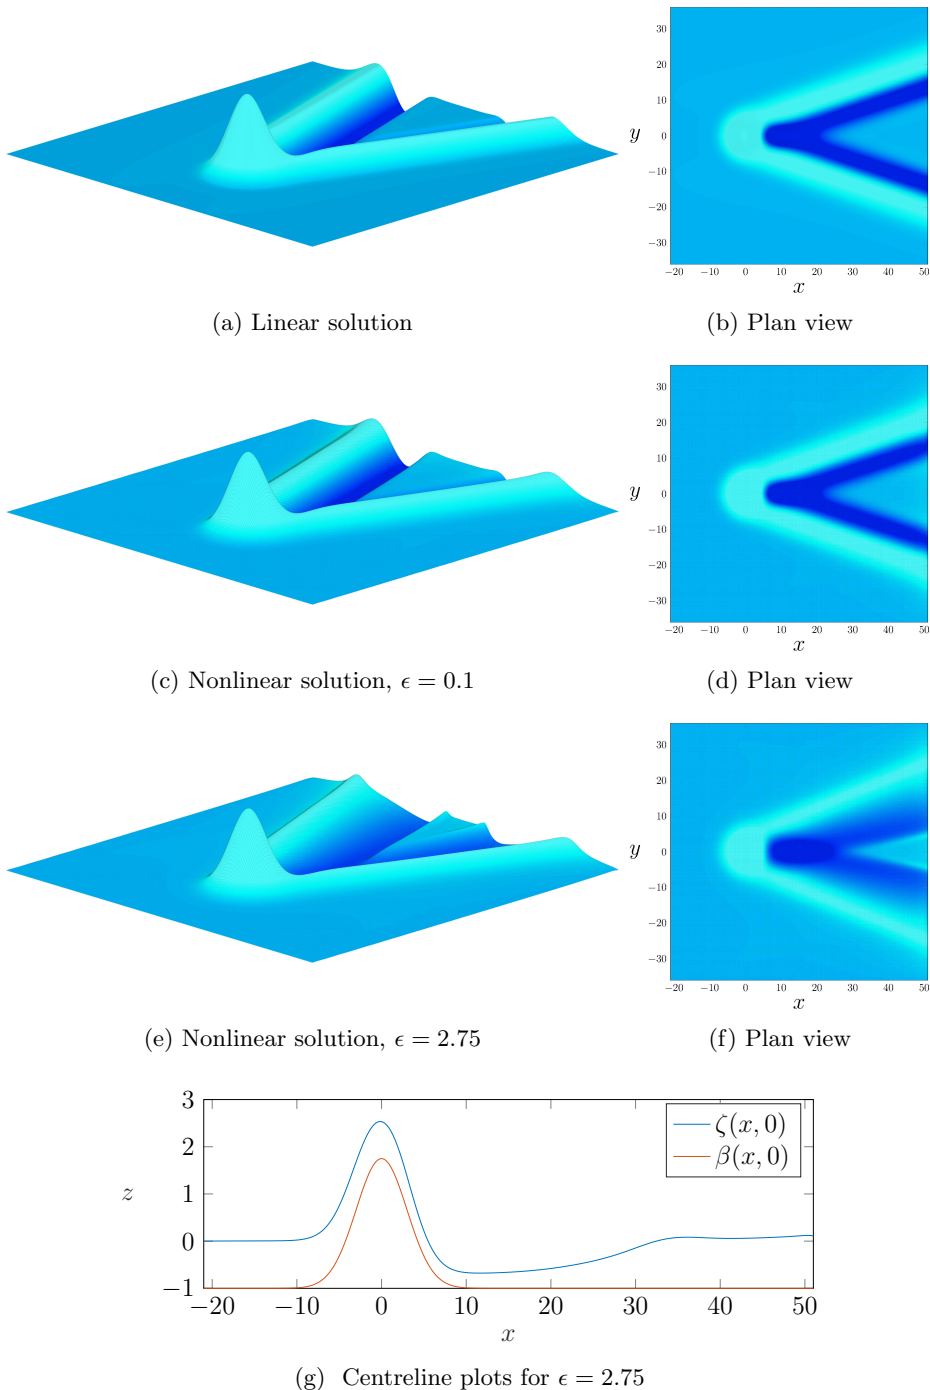 30
20
10
y 0
−10
−20
−30
−20 −10 0 10 20 30 40 50
x
(a) Linear solution
(b) Plan view
30
20
10
y 0
−10
−20
−30
−20 −10 0 10 20 30 40 50
x
(c) Nonlinear solution, ϵ = 0.1
(d) Plan view
30
20
10
y 0
−10
−20
−30
−20 −10 0 10 20 30 40 50
x
(e) Nonlinear solution, ϵ = 2.75
(f) Plan view
3
2
1
z
0
−1
ζ(x, 0)
β(x, 0)
−20 −10 0 10 20 30 40 50
x
(g) Centreline plots for ϵ = 2.75